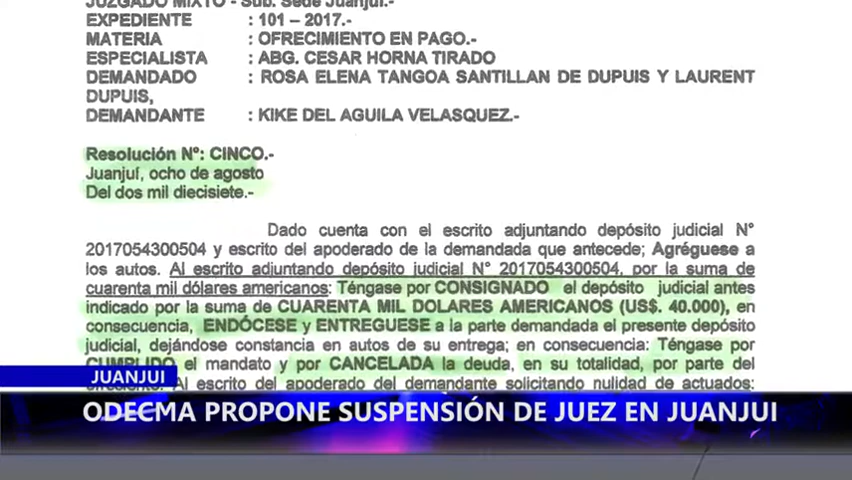 JUZGADO MIXTO - Sub. Sede Juanjuí.-
EXPEDIENTE : 101 – 2017.-
MATERIA : OFRECIMIENTO EN PAGO.-
ESPECIALISTA : ABG. CESAR HORNA TIRADO
DEMANDADO : ROSA ELENA TANGOA SANTILLAN DE DUPUIS Y LAURENT
DUPUIS,
DEMANDANTE : KIKE DEL AGUILA VELASQUEZ.-
Resolución N°: CINCO.-
Juanjuí, ocho de agosto
Del dos mil diecisiete.-
Dado cuenta con el escrito adjuntando depósito judicial N°
2017054300504 y escrito del apoderado de la demandada que antecede; Agréguese a
los autos. Al escrito adjuntando depósito judicial N° 2017054300504, por la suma de
cuarenta mil dólares americanos: Téngase por CONSIGNADO el depósito judicial antes
indicado por la suma de CUARENTA MIL DOLARES AMERICANOS (US$. 40.000), en
consecuencia, ENDÓCESE y ENTREGUESE a la parte demandada el presente depósito
judicial, dejándose constancia en autos de su entrega; en consecuencia: Téngase por
CUMPLIDO el mandato y por CANCELADA la deuda, en su totalidad, por parte del
ofreciente. Al escrito del apoderado del demandante solicitando nulidad de actuados:
JUANJUI
ODECMA PROPONE SUSPENSIÓN DE JUEZ EN JUANJUI